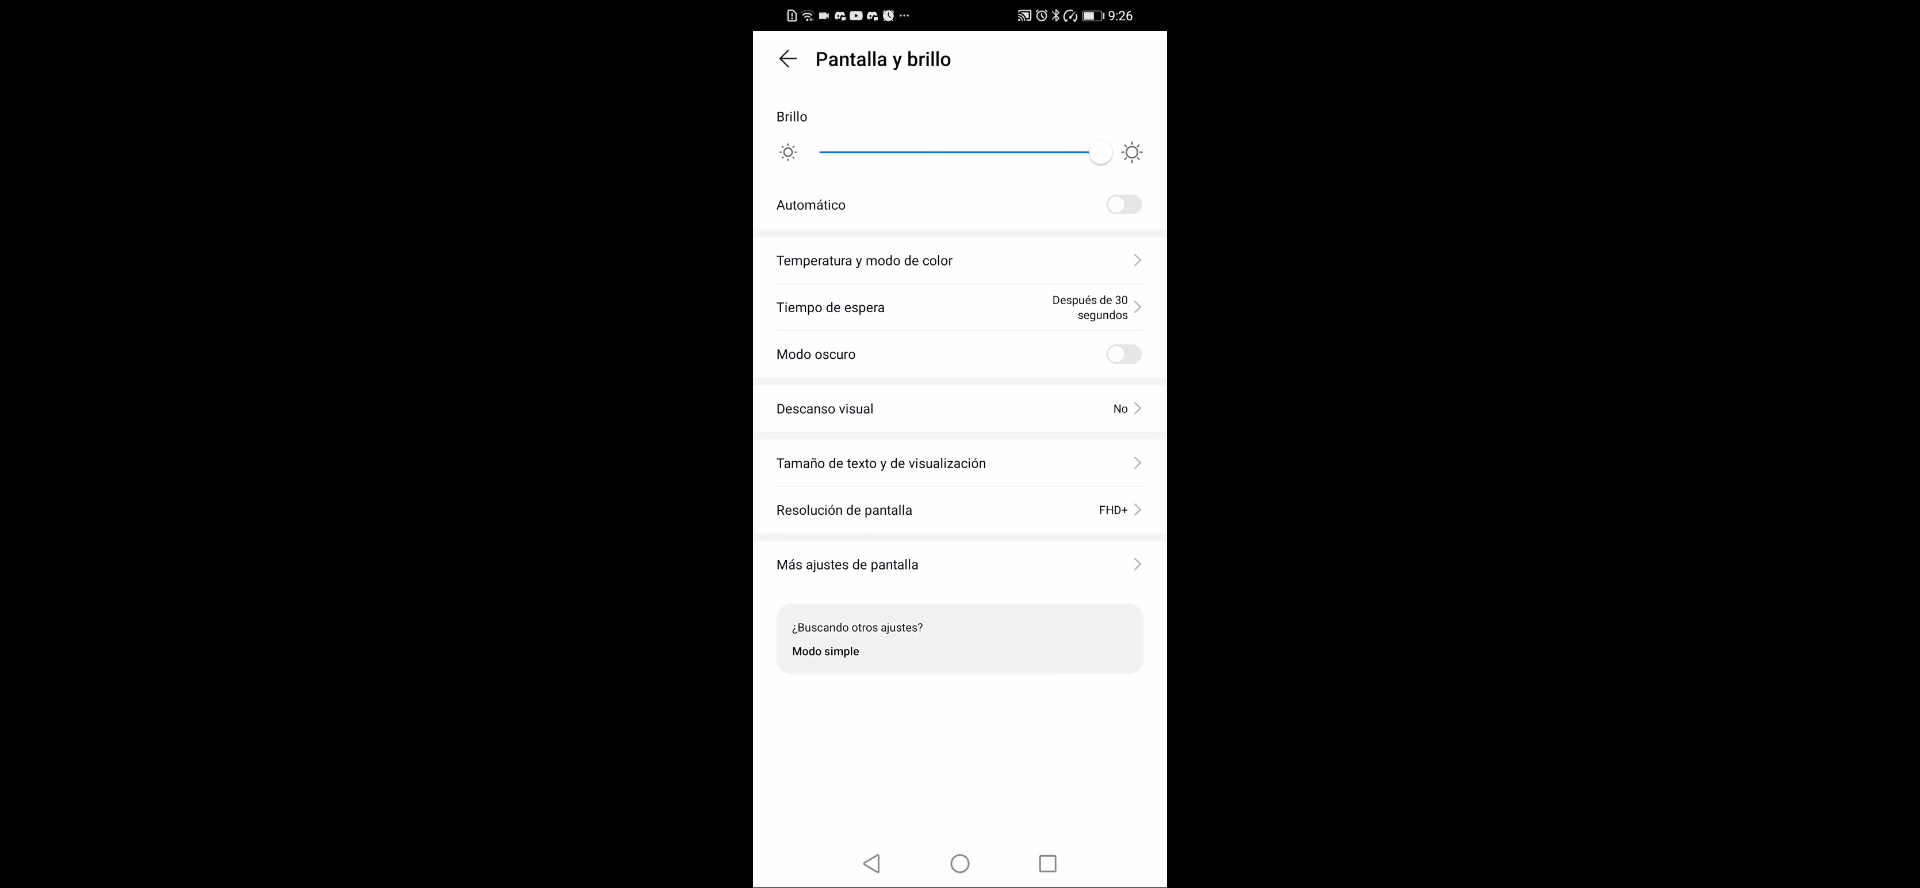 9:26
Pantalla y brillo
Brillo
Automático
Temperatura y modo de color
Tiempo de espera
Después de 30
segundos
Modo oscuro
Descanso visual No
Tamaño de texto y de visualización
Resolución de pantalla FHD+
Más ajustes de pantalla
¿Buscando otros ajustes?
Modo simple